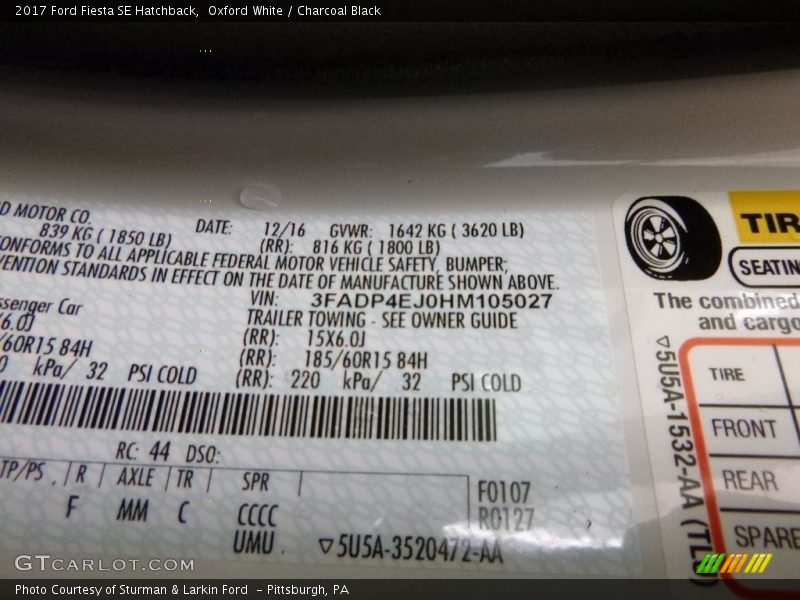 2017 Ford Fiesta SE Hatchback,  Oxford White / Charcoal Black
MOTOR CO.
839 KG ( 1850 LB)
DATE: 12/16 GVWR: 1642 KG ( 3620 LB)
(RR): 816 KG ( 1800 LB)
CONFORMS TO ALL APPLICABLE FEDERAL MOTOR VEHICLE SAFETY, BUMPER,
STANDARDS IN EFFECT ON THE DATE OF MANUFACTURE SHOWN ABOVE.
Car
VIN: 3FADP4EJ0HM105027
TRAILER TOWING - SEE OWNER GUIDE
(RR): 15X6.0J
/60R15 84H
(RR): 185/60R15 84H
kPa/ 32 PSI COLD
(RR): 220 kPa/ 32 PSI COLD
RC: 44 DSO:
TP/PS R AXLE TR SPR
F MM C CCCC
UMU
F0107
R0127
▽5U5A-3520472-AA
TIR
SEATIN
The combined
and cargo
▽5U5A-1532-AA (TL)
TIRE
FRONT
REAR
SPARE
GTCARLOT.COM
Photo Courtesy of Sturman & Larkin Ford  - Pittsburgh, PA